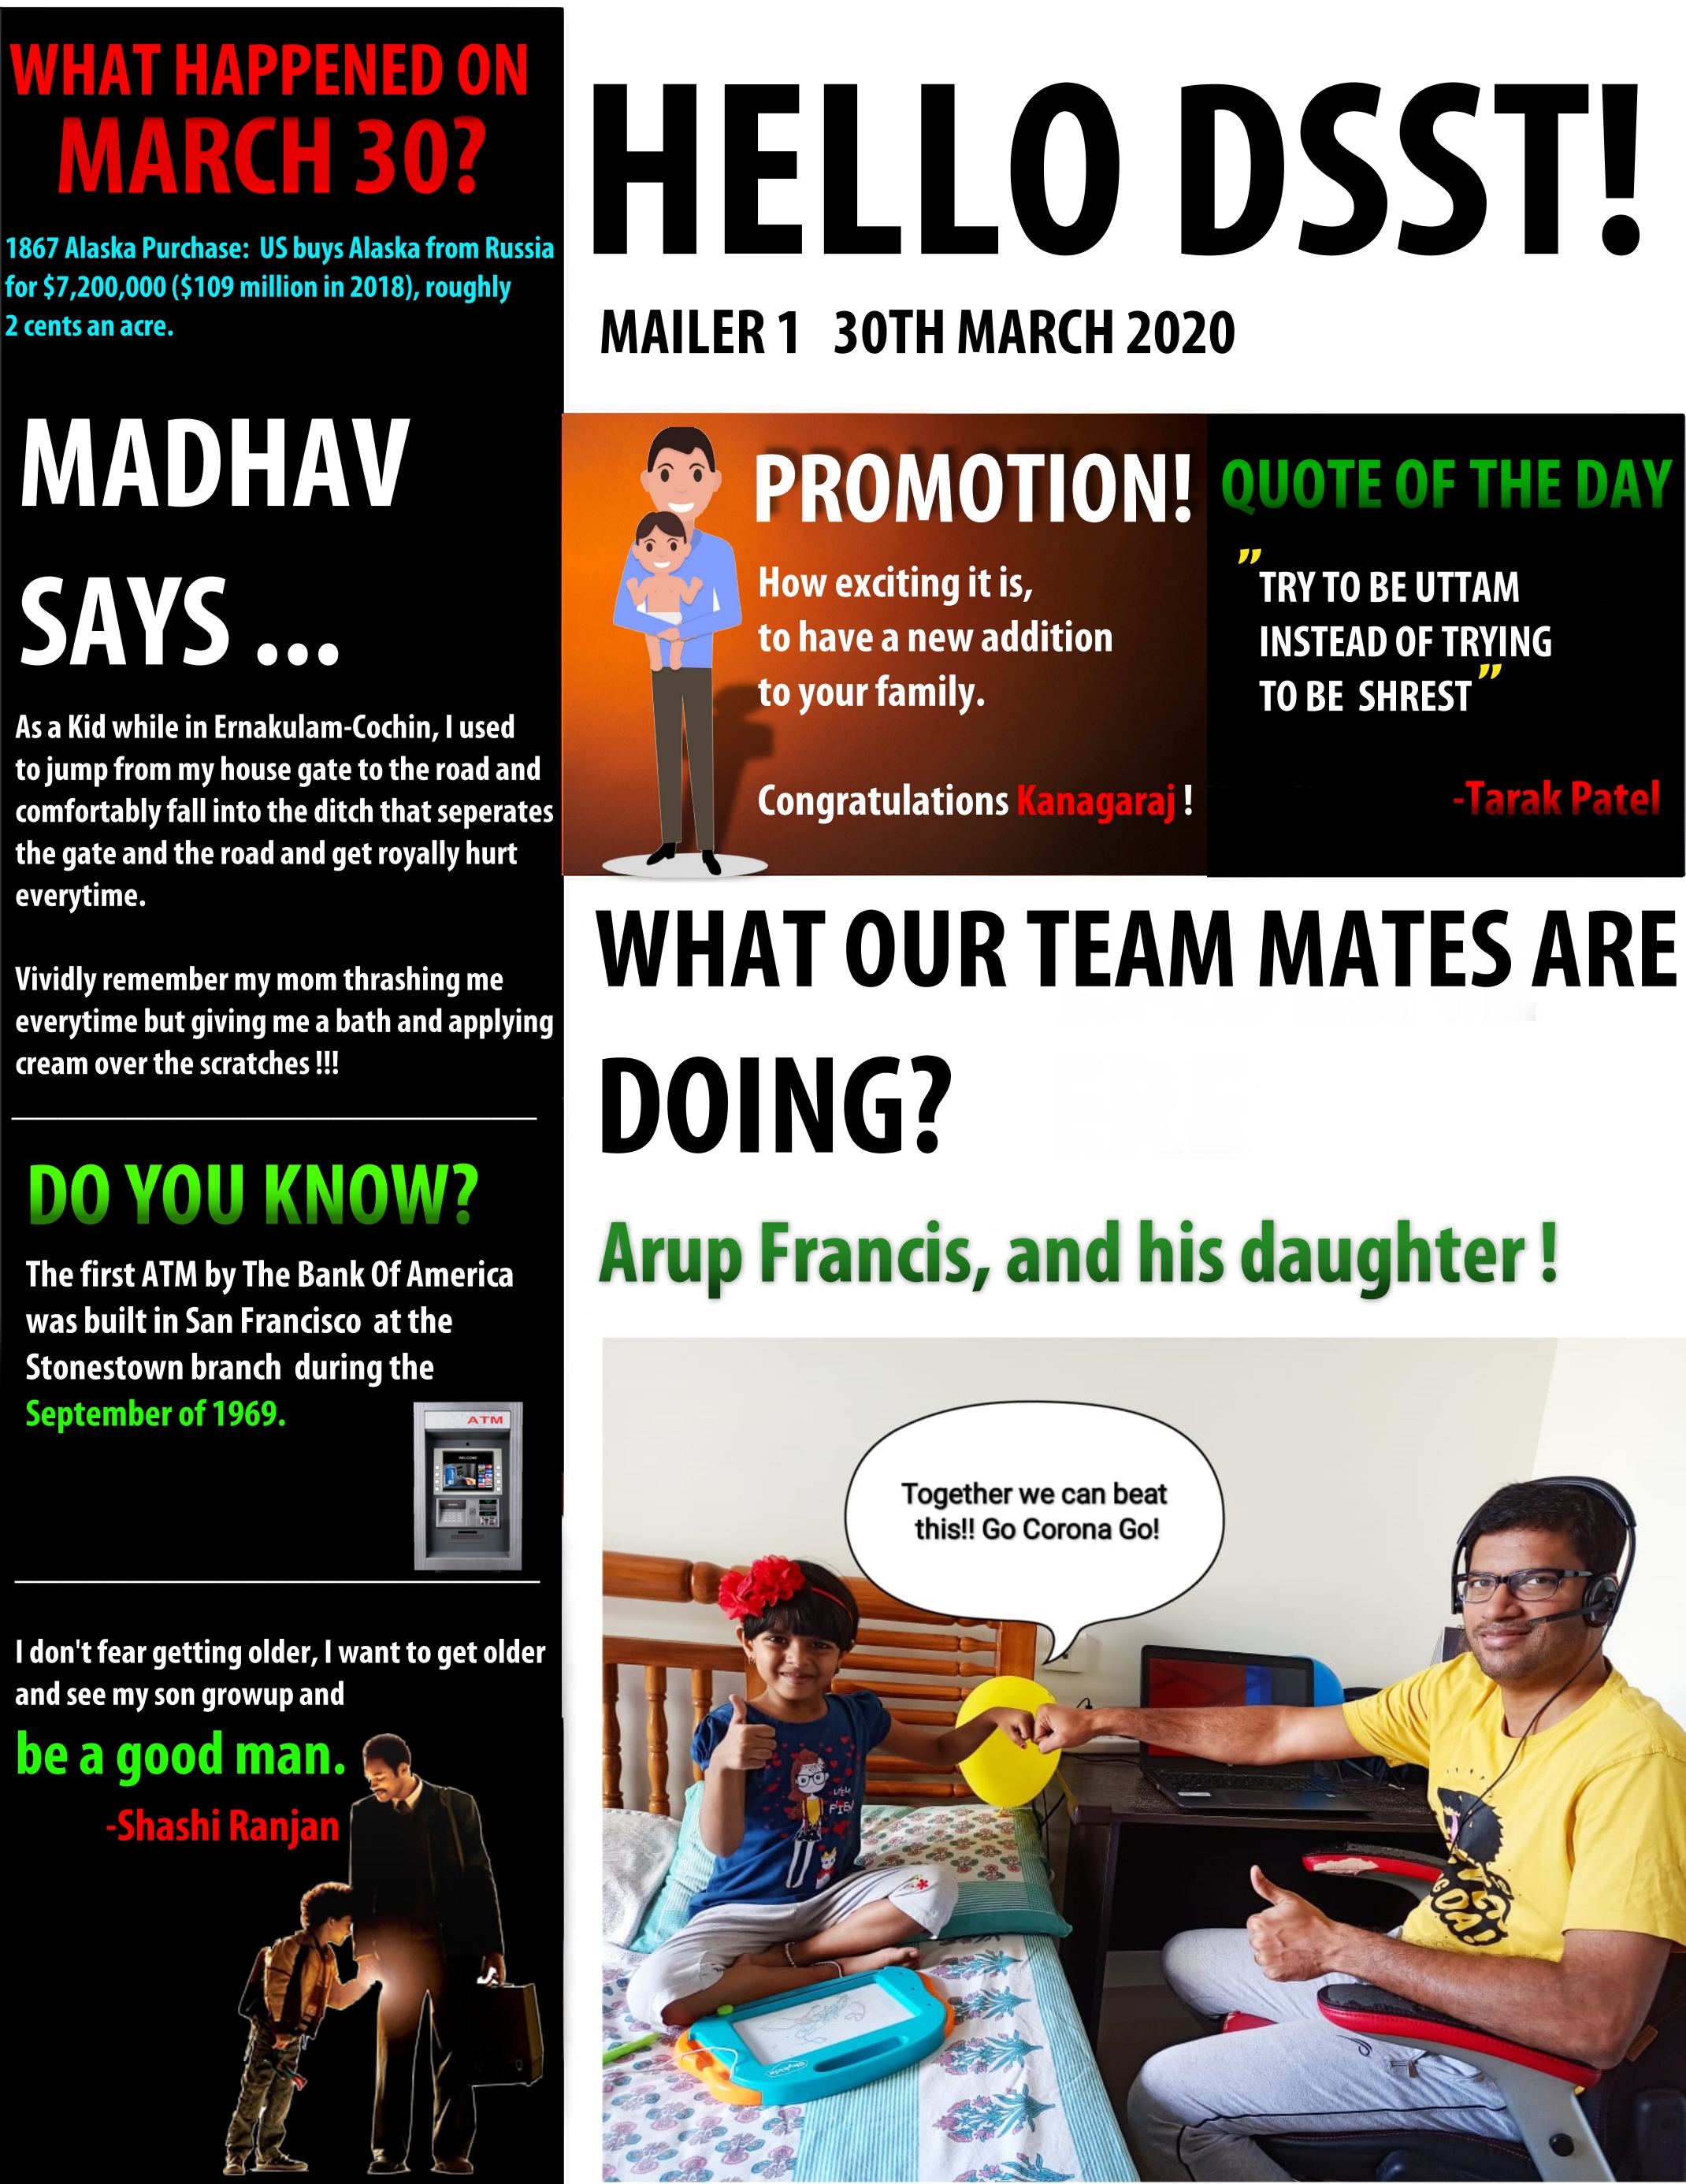 WHAT HAPPENED ON
MARCH 30?
1867 Alaska Purchase: US buys Alaska from Russia
for $7,200,000 ($109 million in 2018), roughly
2 cents an acre.
MADHAV
SAYS ...
As a Kid while in Ernakulam-Cochin, I used
to jump from my house gate to the road and
comfortably fall into the ditch that seperates
the gate and the road and get royally hurt
everytime.
Vividly remember my mom thrashing me
everytime but giving me a bath and applying
cream over the scratches !!!
DO YOU KNOW?
The first ATM by The Bank Of America
was built in San Francisco at the
Stonestown branch during the
September of 1969.
ATM
WELCOME
I don't fear getting older, I want to get older
and see my son growup and
be a good man.
-Shashi Ranjan
HELLO DSST!
MAILER 1 30TH MARCH 2020
PROMOTION!
How exciting it is,
to have a new addition
to your family.
Congratulations Kanagaraj !
QUOTE OF THE DAY
”TRY TO BE UTTAM
INSTEAD OF TRYING
TO BE SHREST”
-Tarak Patel
WHAT OUR TEAM MATES ARE
DOING?
Arup Francis, and his daughter !
Together we can beat
this!! Go Corona Go!